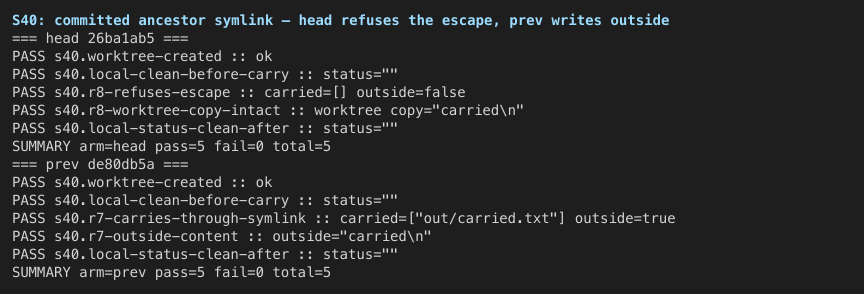 S40: committed ancestor symlink — head refuses the escape, prev writes outside
=== head 26ba1ab5 ===
PASS s40.worktree-created :: ok
PASS s40.local-clean-before-carry :: status=""
PASS s40.r8-refuses-escape :: carried=[] outside=false
PASS s40.r8-worktree-copy-intact :: worktree copy="carried\n"
PASS s40.local-status-clean-after :: status=""
SUMMARY arm=head pass=5 fail=0 total=5
=== prev de80db5a ===
PASS s40.worktree-created :: ok
PASS s40.local-clean-before-carry :: status=""
PASS s40.r7-carries-through-symlink :: carried=["out/carried.txt"] outside=true
PASS s40.r7-outside-content :: outside="carried\n"
PASS s40.local-status-clean-after :: status=""
SUMMARY arm=prev pass=5 fail=0 total=5